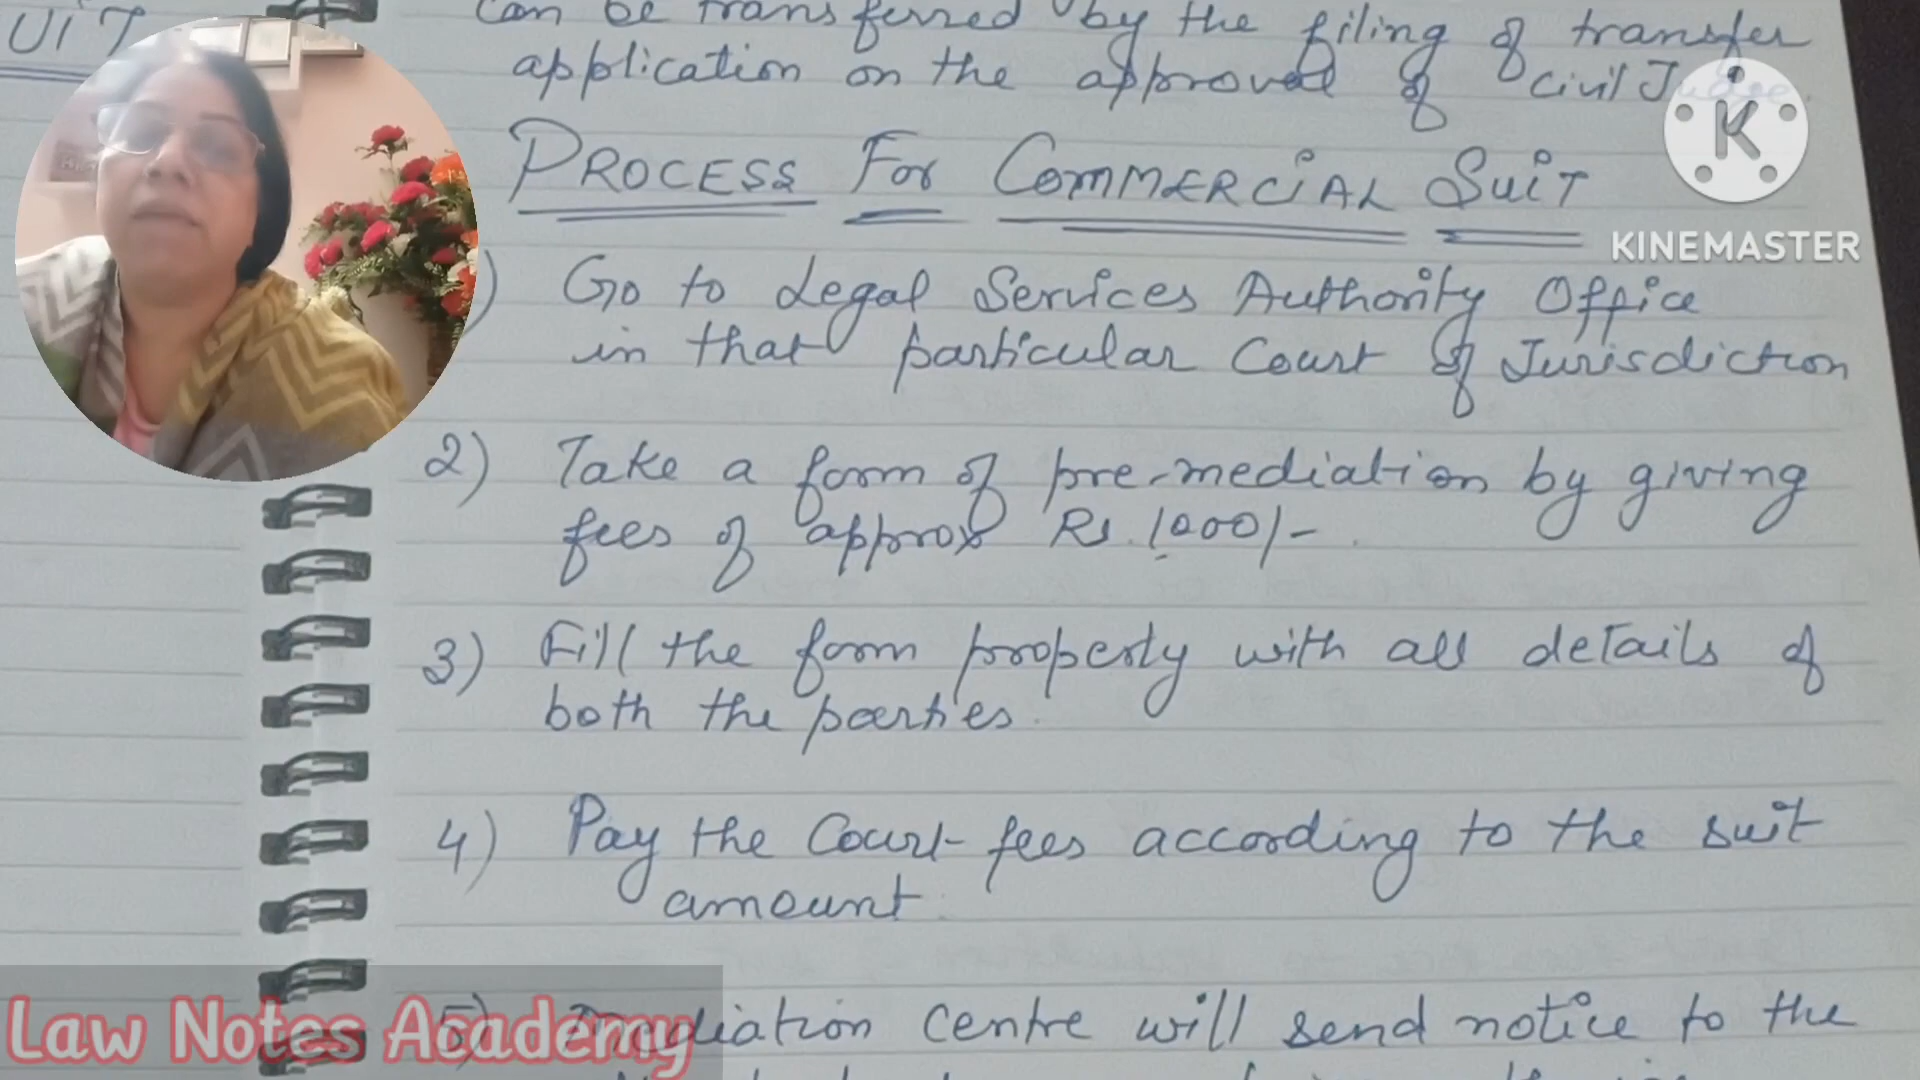 UiT
can be transferred by the filing of transfer
application on the approval of civil Judge.
PROCESS FOR COMMERCIAL SUIT
) Go to Legal Services Authority Office
in that particular Court of Jurisdiction
2) Take a form of pre-mediation by giving
fees of approx Rs. 1000/-
3) Fill the form properly with all details of
both the parties.
4) Pay the Court-fees according to the suit
amount.
5) Mediation centre will send notice to the
K
KINEMASTER
Law Notes Academy